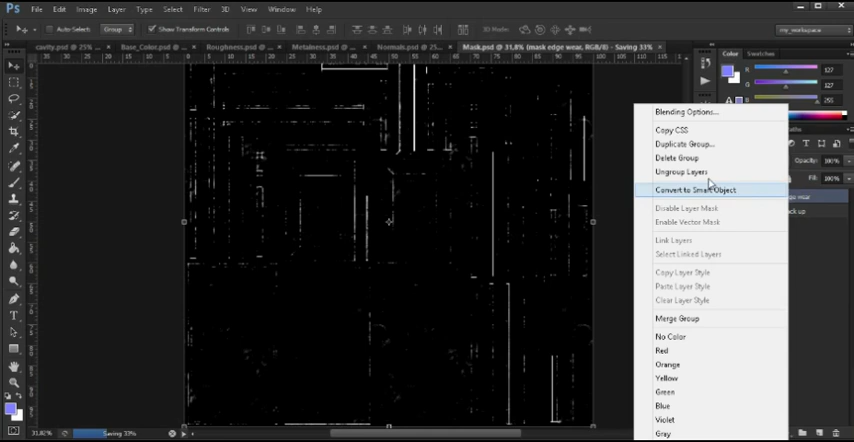 Ps File Edit Image Layer Type Select Filter 3D View Window Help
Auto-Select: Group Show Transform Controls 3D Mode: my_workspace
cavity.psd @ 25% ... Base_Color.psd @ ... Roughness.psd @ ... Metalness.psd @ ... Normals.psd @ 25... Mask.psd @ 31,8% (mask edge wear, RGB/8) - Saving 33%
Color Swatches
R 127
G 127
B 255
Blending Options...
Copy CSS
Duplicate Group...
Delete Group
Ungroup Layers
Opacity: 100%
Fill: 100%
Convert to Smart Object
Disable Layer Mask
Enable Vector Mask
Link Layers
Select Linked Layers
Copy Layer Style
Paste Layer Style
Clear Layer Style
Merge Group
No Color
Red
Orange
Yellow
Green
Blue
Violet
Gray
31,82% Saving 33%